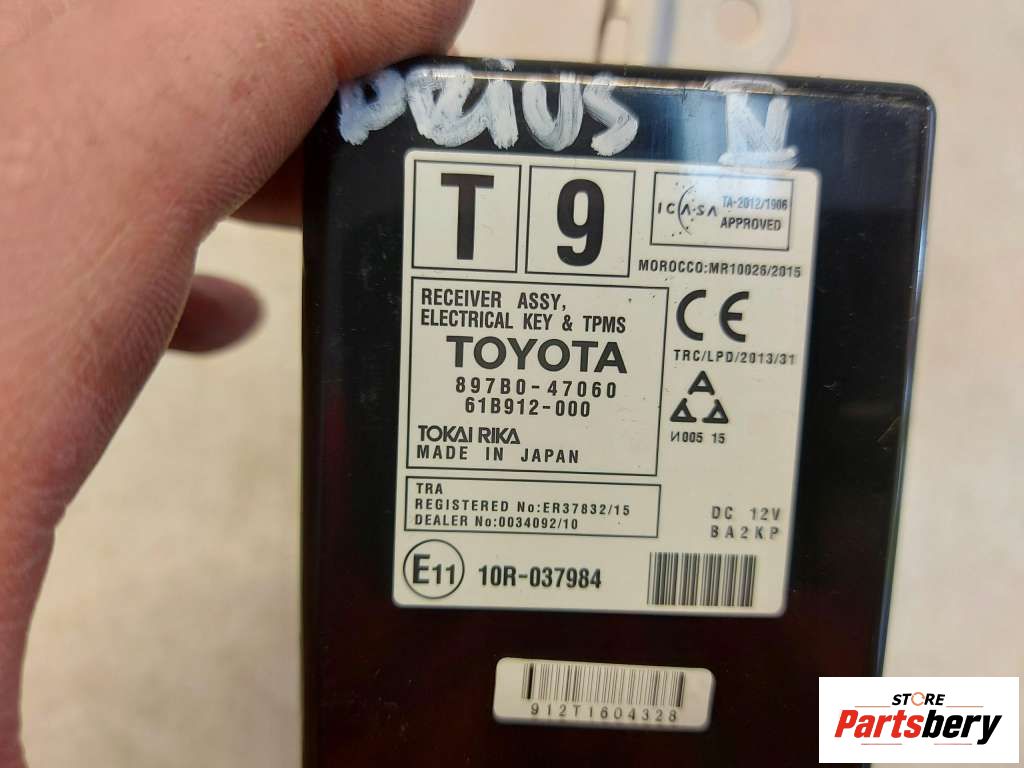 PRIUS IV
T 9
ICASA TA-2012/1906
APPROVED
MOROCCO:MR10026/2015
RECEIVER ASSY,
ELECTRICAL KEY & TPMS
TOYOTA
897B0-47060
61B912-000
TOKAI RIKA
MADE IN JAPAN
CE
TRC/LPD/2013/31
И005 15
TRA
REGISTERED No:ER37832/15
DEALER No:0034092/10
DC 12V
BA2KP
E11 10R-037984
912T1604328
STORE
Partsbery